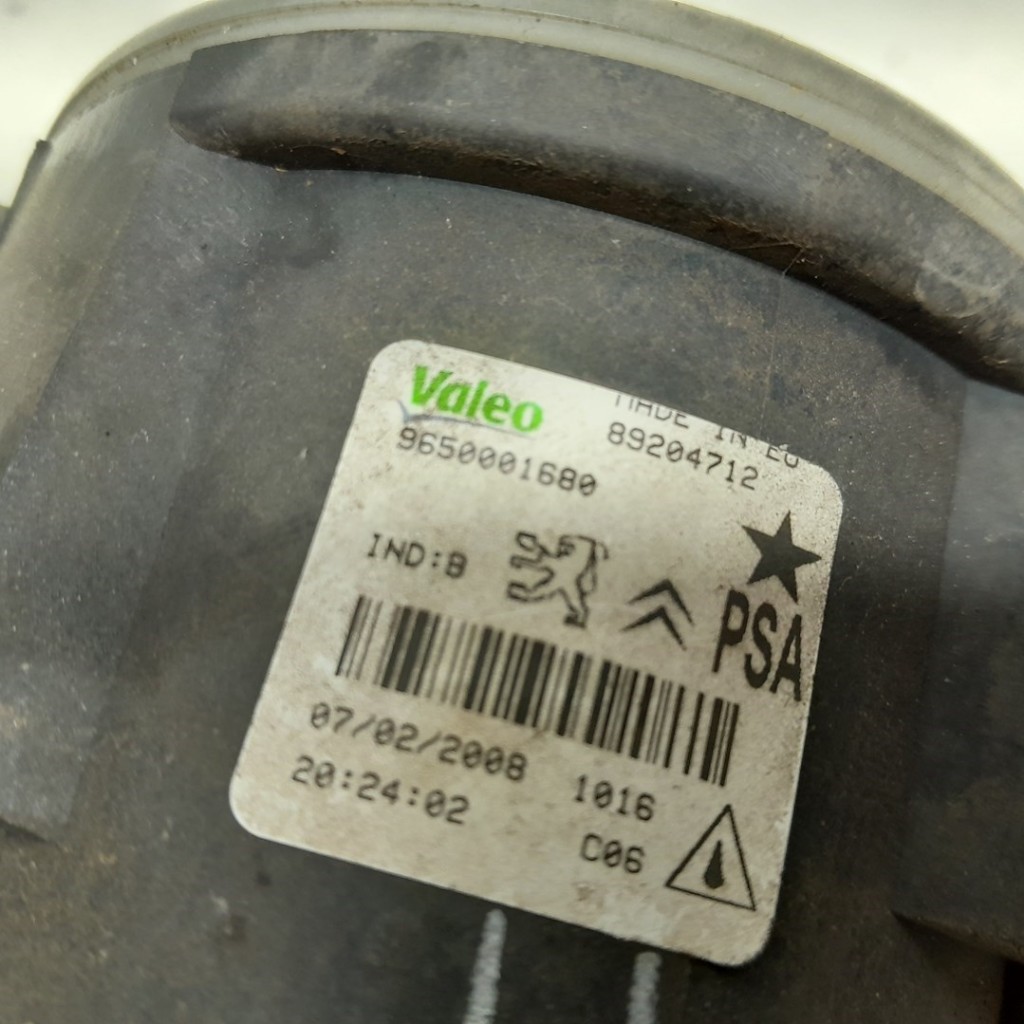 Valeo
MADE IN EU
9650001680
89204712
IND:B
PSA
07/02/2008 1016
20:24:02
C06